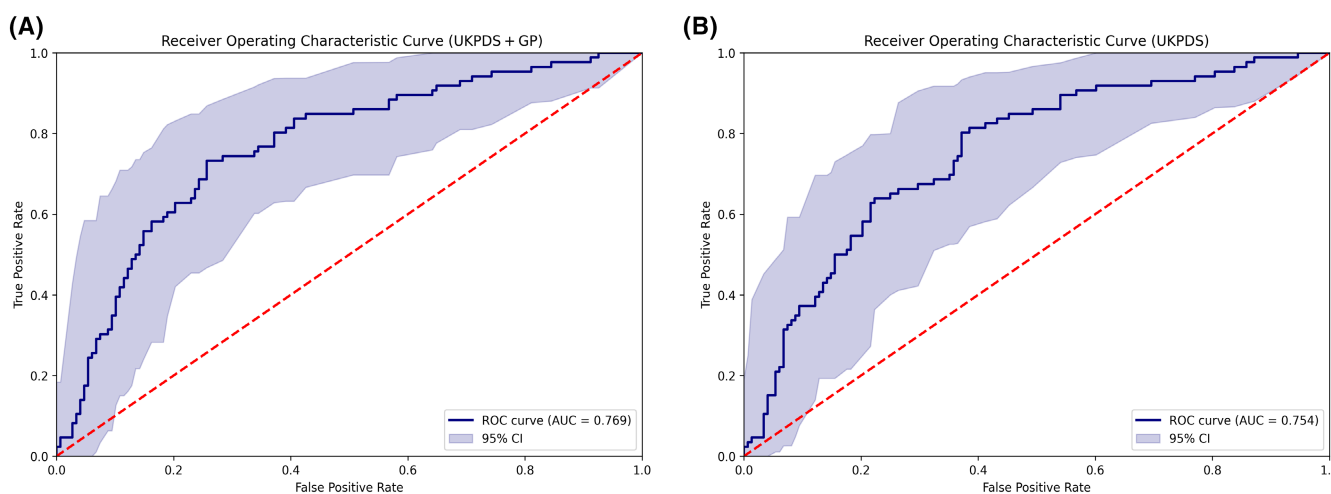 (A)
Receiver Operating Characteristic Curve (UKPDS + GP)
1.0
0.8
0.6
0.4
0.2
0.0
True Positive Rate
0.0 0.2 0.4 0.6 0.8 1.0
False Positive Rate
ROC curve (AUC = 0.769)
95% CI
(B)
Receiver Operating Characteristic Curve (UKPDS)
1.0
0.8
0.6
0.4
0.2
0.0
True Positive Rate
0.0 0.2 0.4 0.6 0.8 1.
False Positive Rate
ROC curve (AUC = 0.754)
95% CI